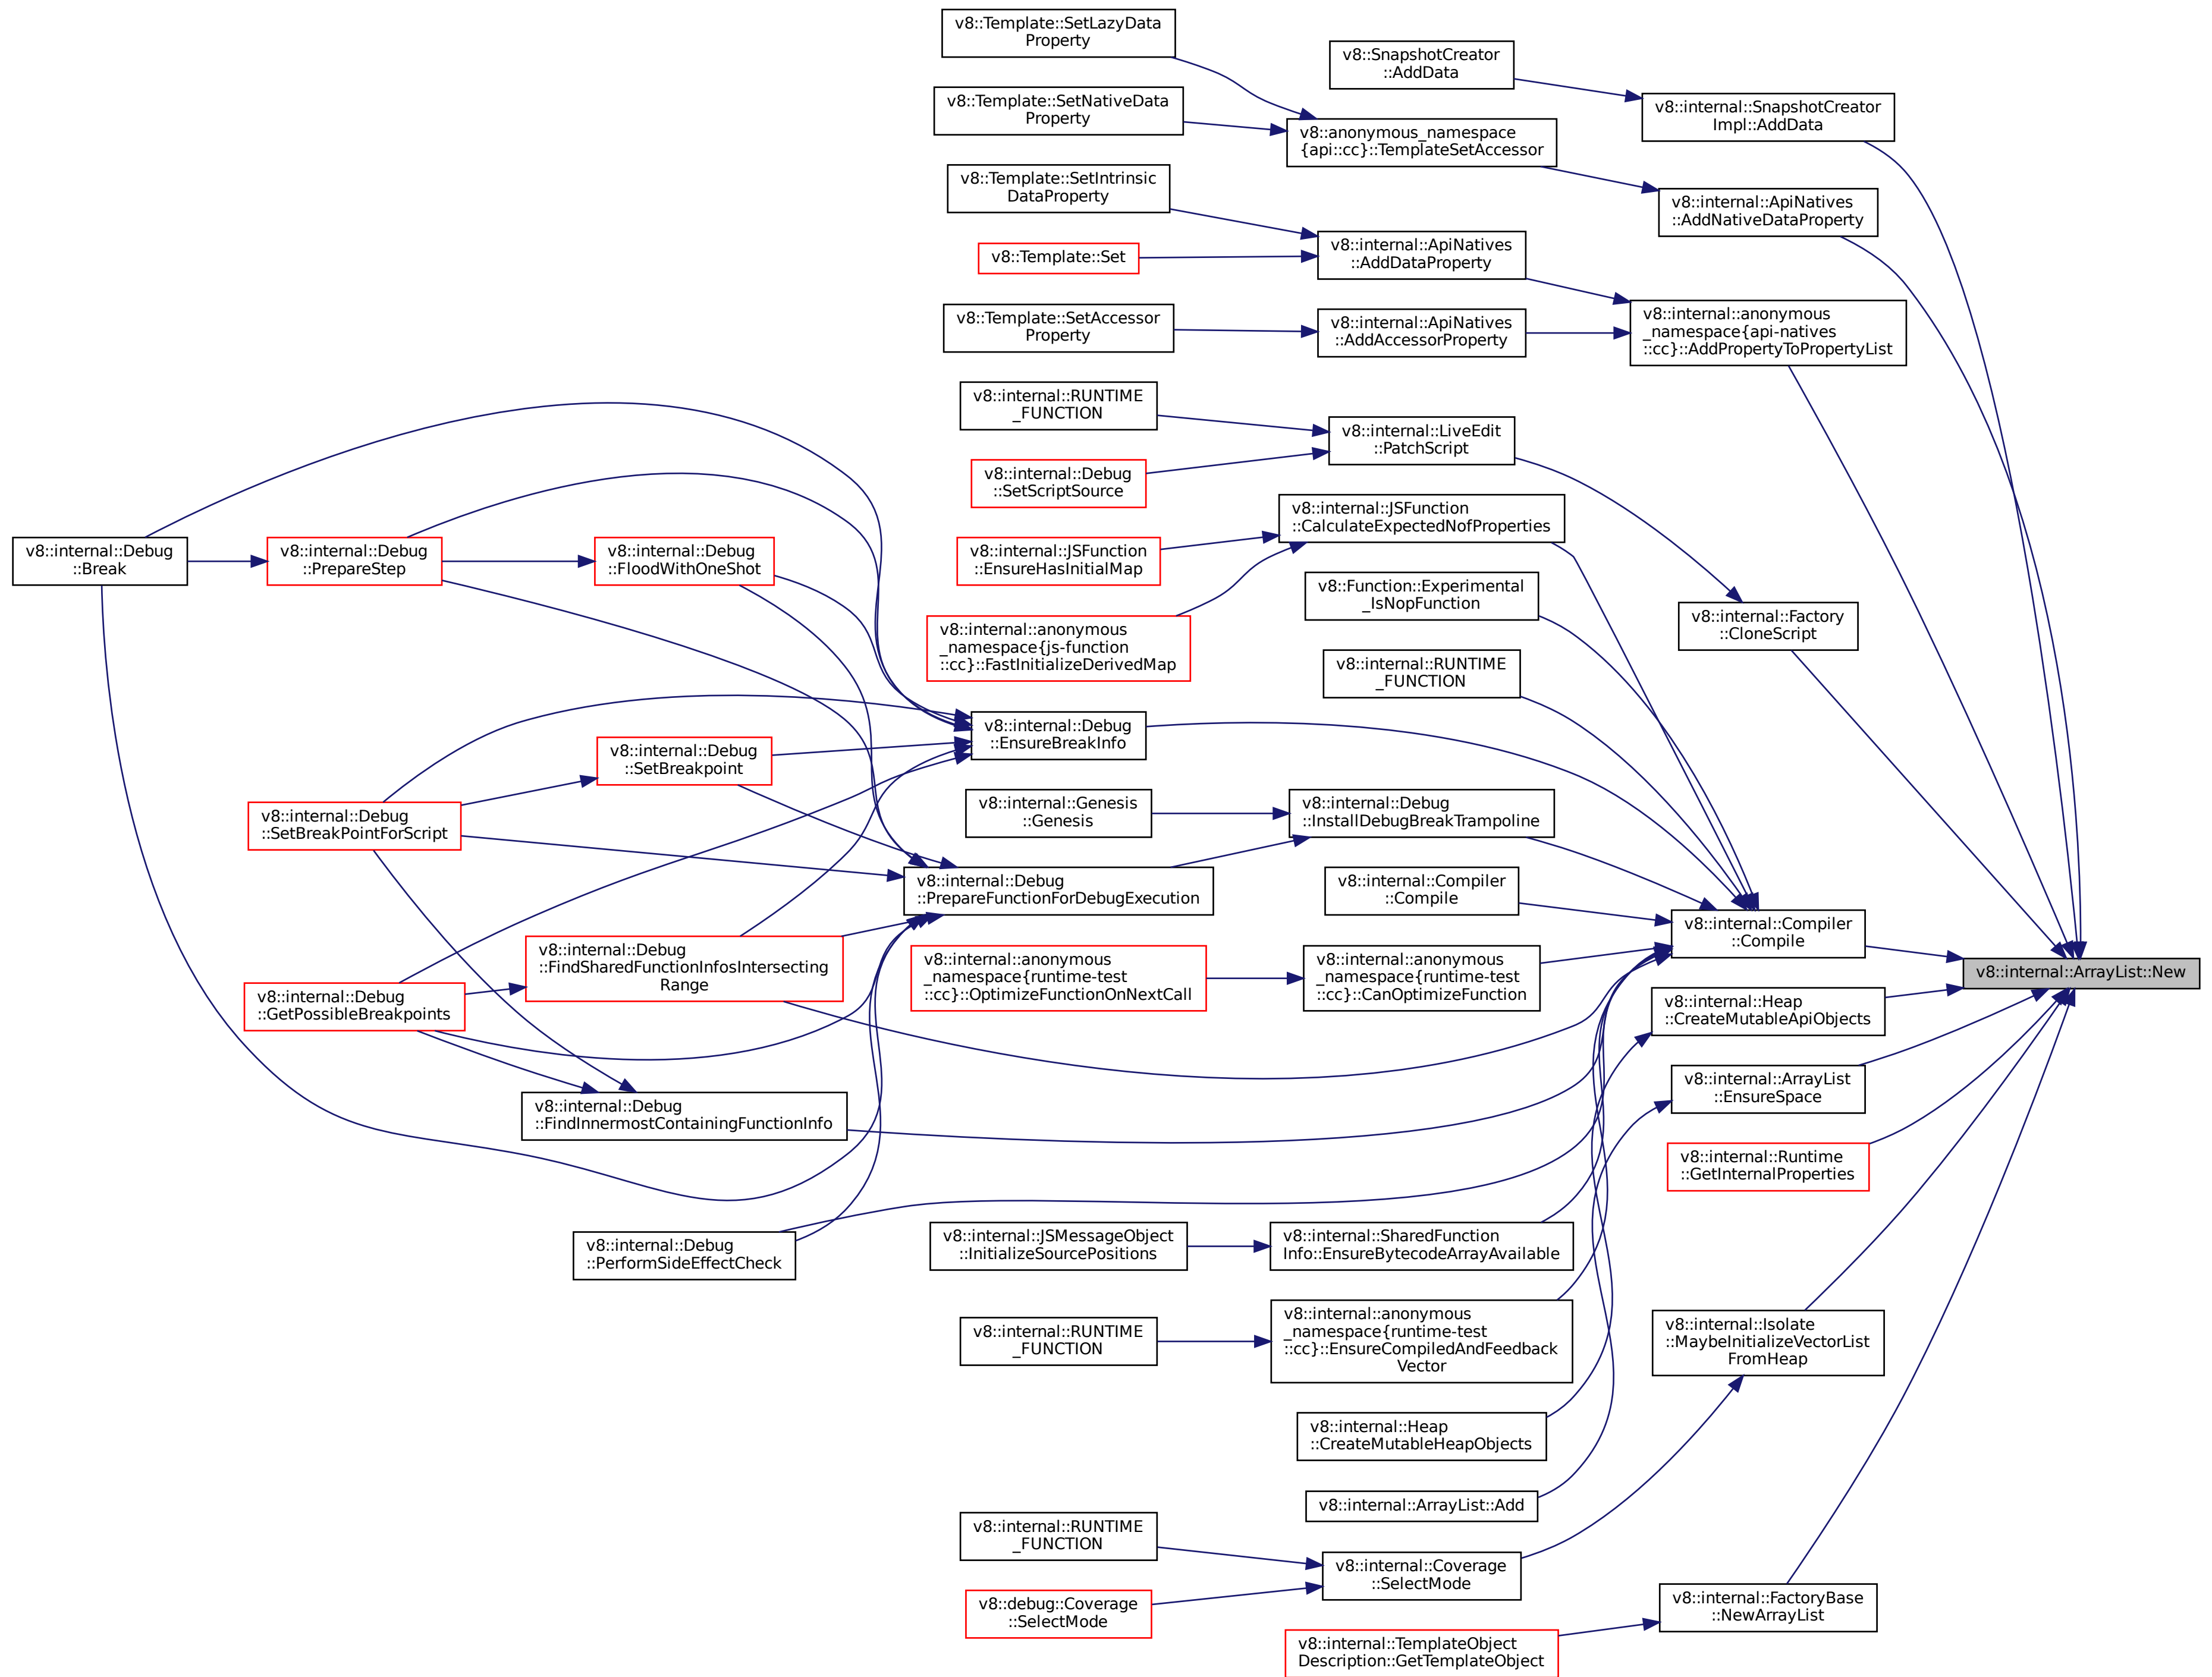 v8::Template::SetLazyData
Property
v8::SnapshotCreator
::AddData
v8::Template::SetNativeData
Property
v8::internal::SnapshotCreator
Impl::AddData
v8::anonymous_namespace
{api::cc}::TemplateSetAccessor
v8::Template::SetIntrinsic
DataProperty
v8::internal::ApiNatives
::AddNativeDataProperty
v8::Template::Set
v8::internal::ApiNatives
::AddDataProperty
v8::Template::SetAccessor
Property
v8::internal::ApiNatives
::AddAccessorProperty
v8::internal::anonymous
_namespace{api-natives
::cc}::AddPropertyToPropertyList
v8::internal::RUNTIME
_FUNCTION
v8::internal::LiveEdit
::PatchScript
v8::internal::Debug
::SetScriptSource
v8::internal::JSFunction
::CalculateExpectedNofProperties
v8::internal::Debug
::Break
v8::internal::Debug
::PrepareStep
v8::internal::Debug
::FloodWithOneShot
v8::internal::JSFunction
::EnsureHasInitialMap
v8::Function::Experimental
_IsNopFunction
v8::internal::Factory
::CloneScript
v8::internal::anonymous
_namespace{js-function
::cc}::FastInitializeDerivedMap
v8::internal::RUNTIME
_FUNCTION
v8::internal::Debug
::EnsureBreakInfo
v8::internal::Debug
::SetBreakpoint
v8::internal::Debug
::SetBreakPointForScript
v8::internal::Genesis
::Genesis
v8::internal::Debug
::InstallDebugBreakTrampoline
v8::internal::Debug
::PrepareFunctionForDebugExecution
v8::internal::Compiler
::Compile
v8::internal::Compiler
::Compile
v8::internal::Debug
::FindSharedFunctionInfosIntersecting
Range
v8::internal::anonymous
_namespace{runtime-test
::cc}::OptimizeFunctionOnNextCall
v8::internal::anonymous
_namespace{runtime-test
::cc}::CanOptimizeFunction
v8::internal::ArrayList::New
v8::internal::Debug
::GetPossibleBreakpoints
v8::internal::Heap
::CreateMutableApiObjects
v8::internal::Debug
::FindInnermostContainingFunctionInfo
v8::internal::ArrayList
::EnsureSpace
v8::internal::Runtime
::GetInternalProperties
v8::internal::Debug
::PerformSideEffectCheck
v8::internal::JSMessageObject
::InitializeSourcePositions
v8::internal::SharedFunction
Info::EnsureBytecodeArrayAvailable
v8::internal::RUNTIME
_FUNCTION
v8::internal::anonymous
_namespace{runtime-test
::cc}::EnsureCompiledAndFeedback
Vector
v8::internal::Isolate
::MaybeInitializeVectorList
FromHeap
v8::internal::Heap
::CreateMutableHeapObjects
v8::internal::ArrayList::Add
v8::internal::RUNTIME
_FUNCTION
v8::internal::Coverage
::SelectMode
v8::debug::Coverage
::SelectMode
v8::internal::FactoryBase
::NewArrayList
v8::internal::TemplateObject
Description::GetTemplateObject